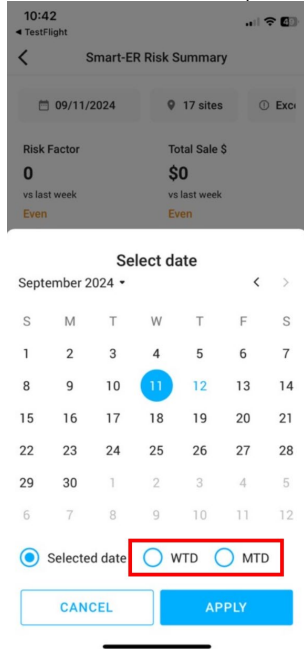 10:42
◀ TestFlight
Smart-ER Risk Summary
09/11/2024 17 sites Exc
Risk Factor Total Sale $
0 $0
vs last week vs last week
Even Even
Select date
September 2024
S M T W T F S
1 2 3 4 5 6 7
8 9 10 11 12 13 14
15 16 17 18 19 20 21
22 23 24 25 26 27 28
29 30 1 2 3 4 5
6 7 8 9 10 11 12
Selected date WTD MTD
CANCEL APPLY